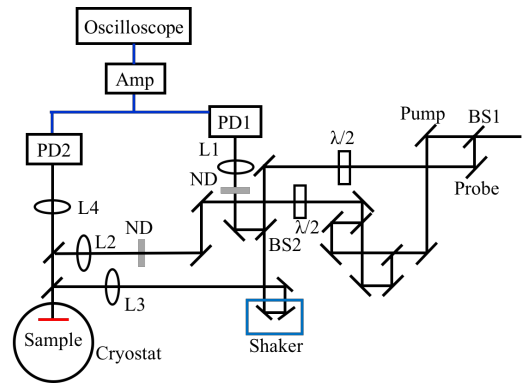 Oscilloscope
Amp
PD1
Pump
BS1
PD2
L1
λ/2
ND
Probe
L4
ND
λ/2
L2
BS2
L3
Sample
Cryostat
Shaker